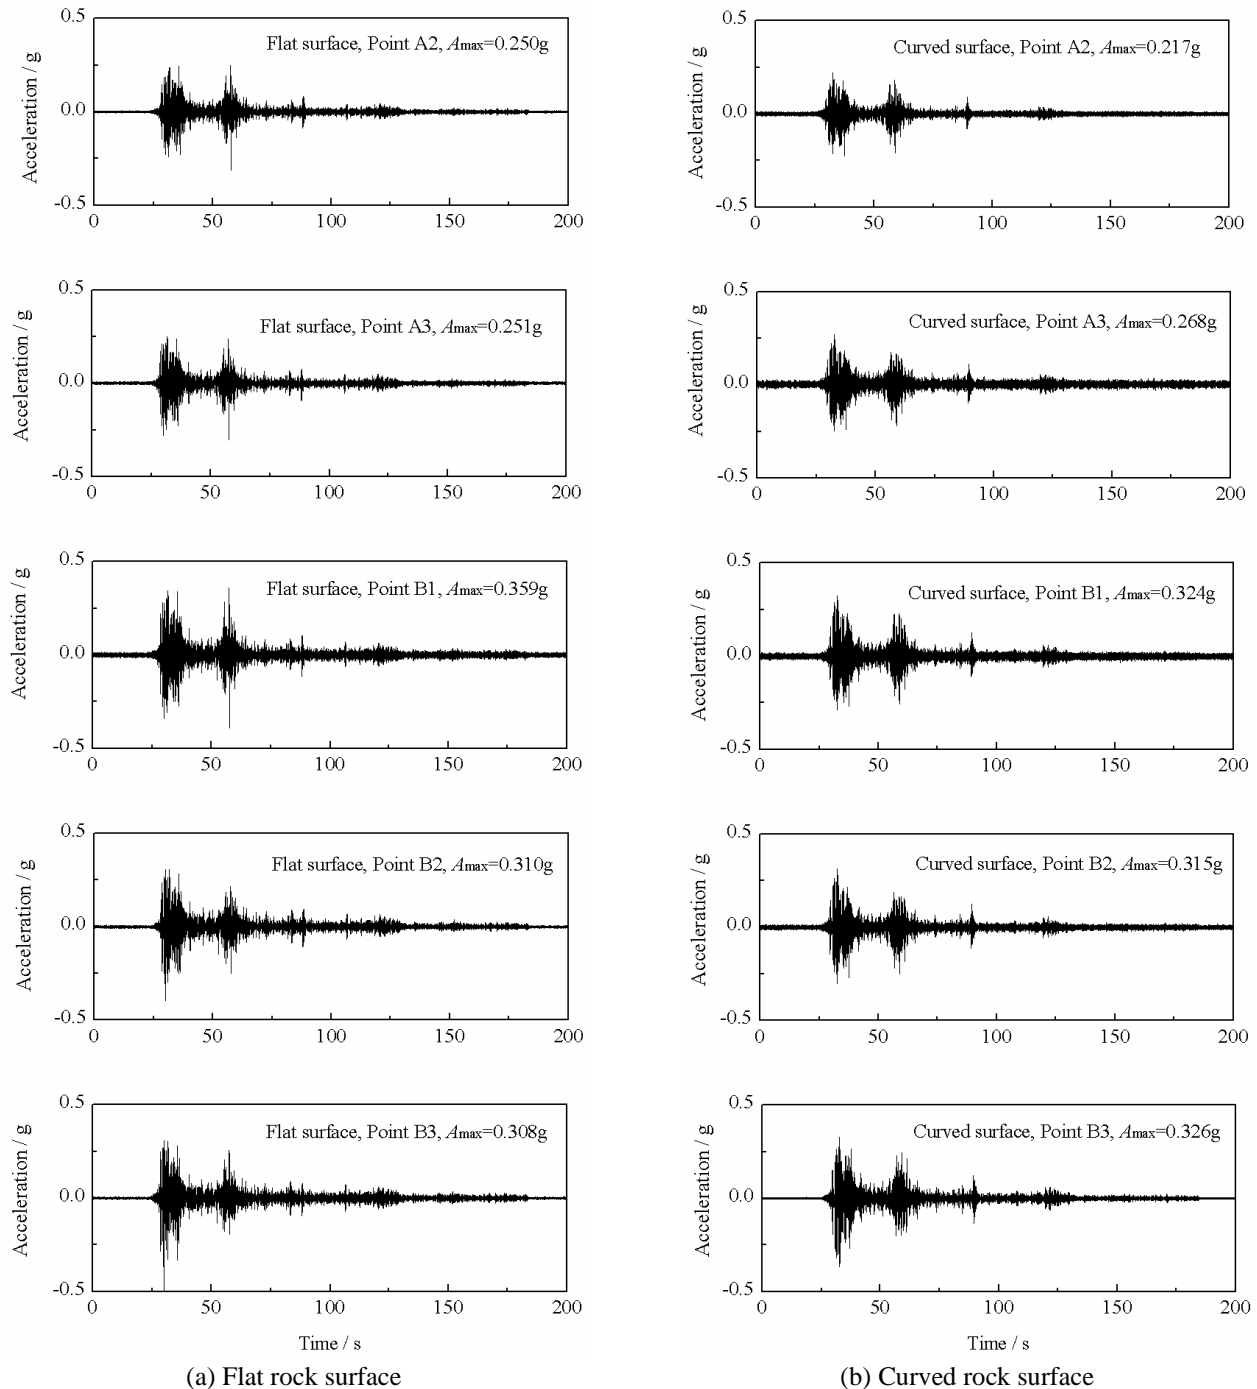 0.5
Flat surface, Point A2, Amax=0.250g
Acceleration / g
0.0
-0.5
0 50 100 150 200
0.5
Curved surface, Point A2, Amax=0.217g
Acceleration / g
0.0
-0.5
0 50 100 150 200
0.5
Flat surface, Point A3, Amax=0.251g
Acceleration / g
0.0
-0.5
0 50 100 150 200
0.5
Curved surface, Point A3, Amax=0.268g
Acceleration / g
0.0
-0.5
0 50 100 150 200
0.5
Flat surface, Point B1, Amax=0.359g
Acceleration / g
0.0
-0.5
0 50 100 150 200
0.5
Curved surface, Point B1, Amax=0.324g
Acceleration / g
0.0
-0.5
0 50 100 150 200
0.5
Flat surface, Point B2, Amax=0.310g
Acceleration / g
0.0
-0.5
0 50 100 150 200
0.5
Curved surface, Point B2, Amax=0.315g
Acceleration / g
0.0
-0.5
0 50 100 150 200
0.5
Flat surface, Point B3, Amax=0.308g
Acceleration / g
0.0
-0.5
0 50 100 150 200
Time / s
0.5
Curved surface, Point B3, Amax=0.326g
Acceleration / g
0.0
-0.5
0 50 100 150 200
Time / s
(a) Flat rock surface
(b) Curved rock surface